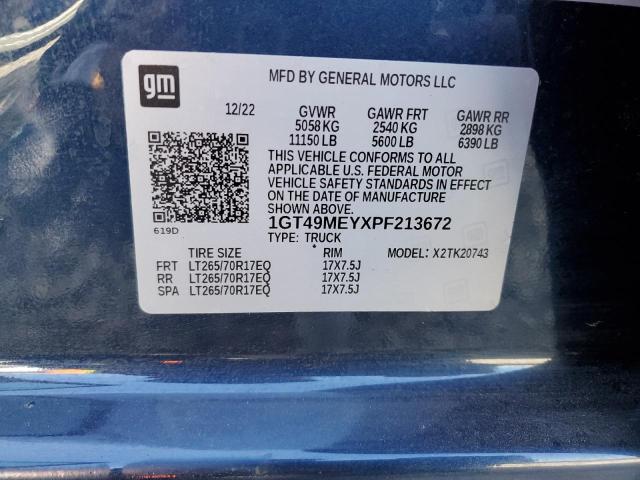 gm
MFD BY GENERAL MOTORS LLC
12/22 GVWR GAWR FRT GAWR RR
5058 KG 2540 KG 2898 KG
11150 LB 5600 LB 6390 LB
THIS VEHICLE CONFORMS TO ALL
APPLICABLE U.S. FEDERAL MOTOR
VEHICLE SAFETY STANDARDS IN EFFECT
ON THE DATE OF MANUFACTURE
SHOWN ABOVE.
619D
1GT49MEYXPF213672
TYPE: TRUCK MODEL: X2TK20743
TIRE SIZE RIM
FRT LT265/70R17EQ 17X7.5J
RR LT265/70R17EQ 17X7.5J
SPA LT265/70R17EQ 17X7.5J